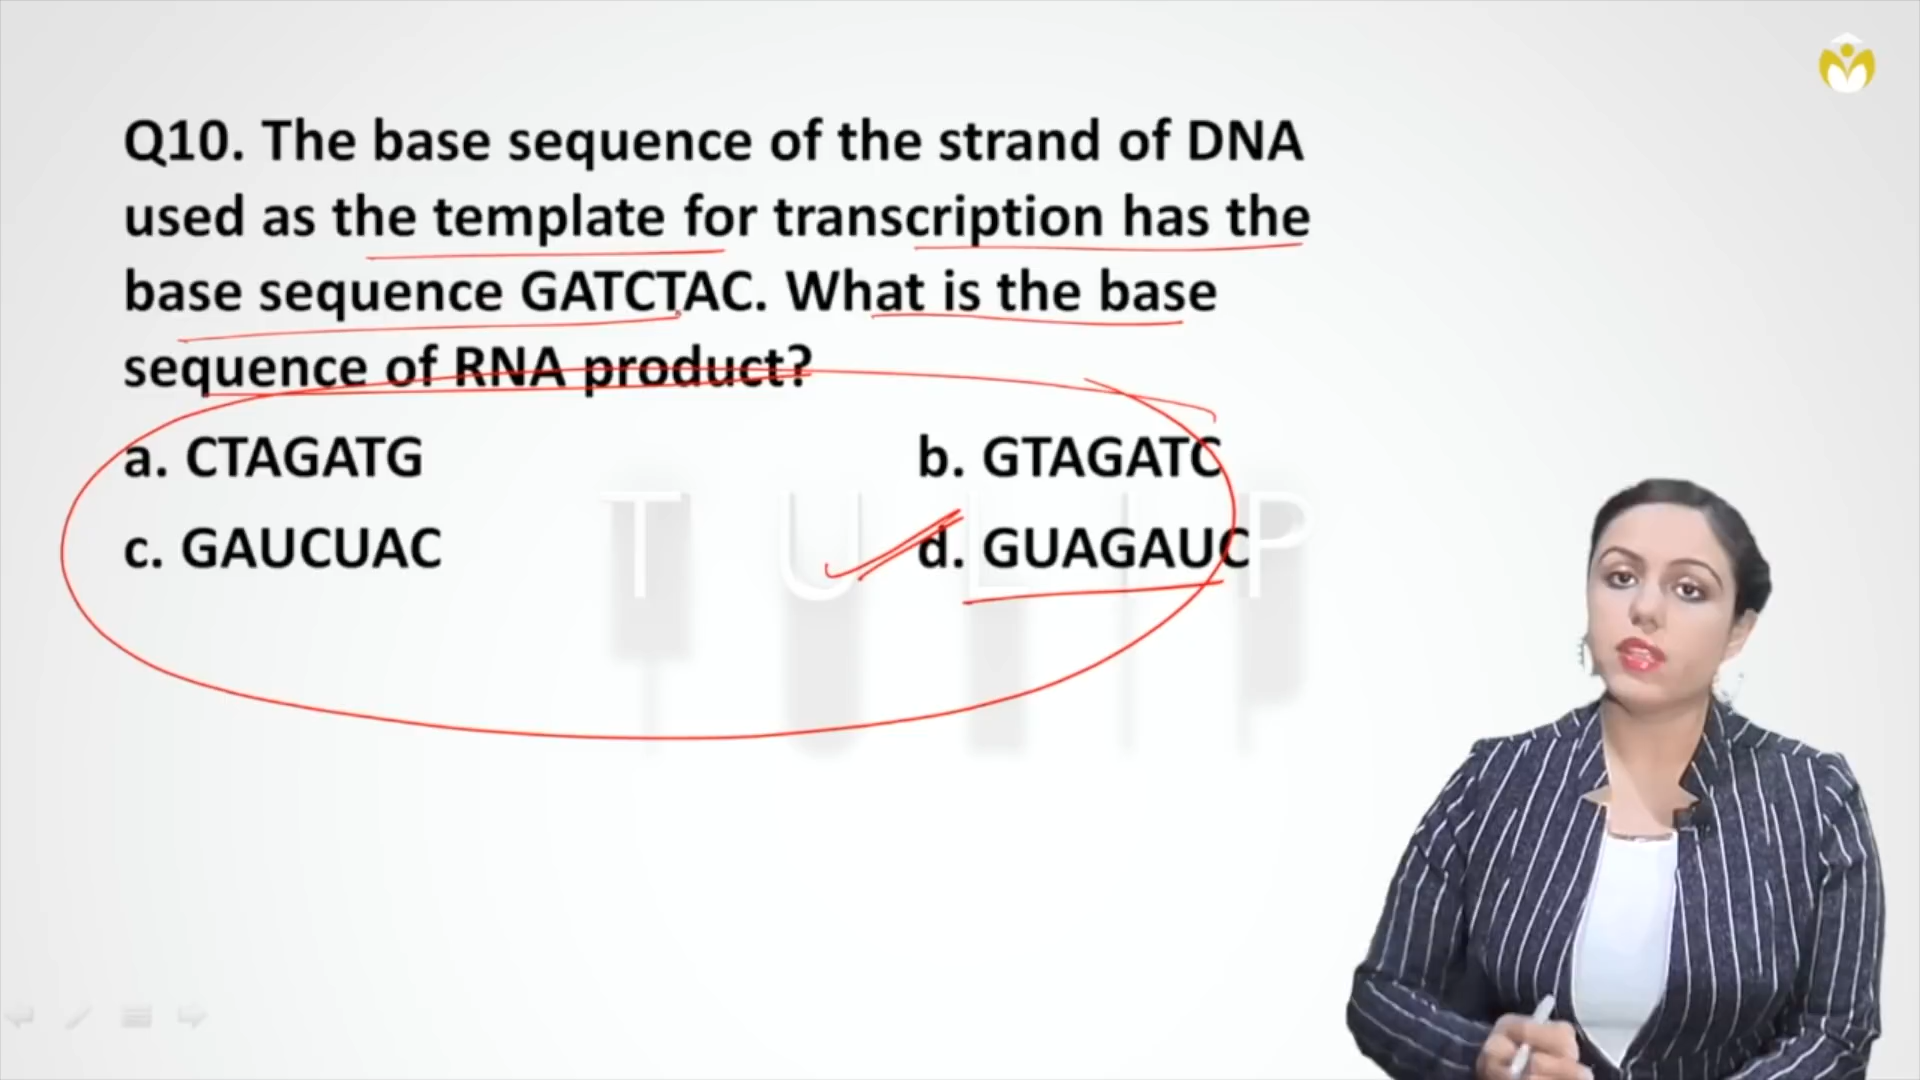 Q10. The base sequence of the strand of DNA
used as the template for transcription has the
base sequence GATCTAC. What is the base
sequence of RNA product?
a. CTAGATG b. GTAGATC
c. GAUCUAC d. GUAGAUC
TULIP